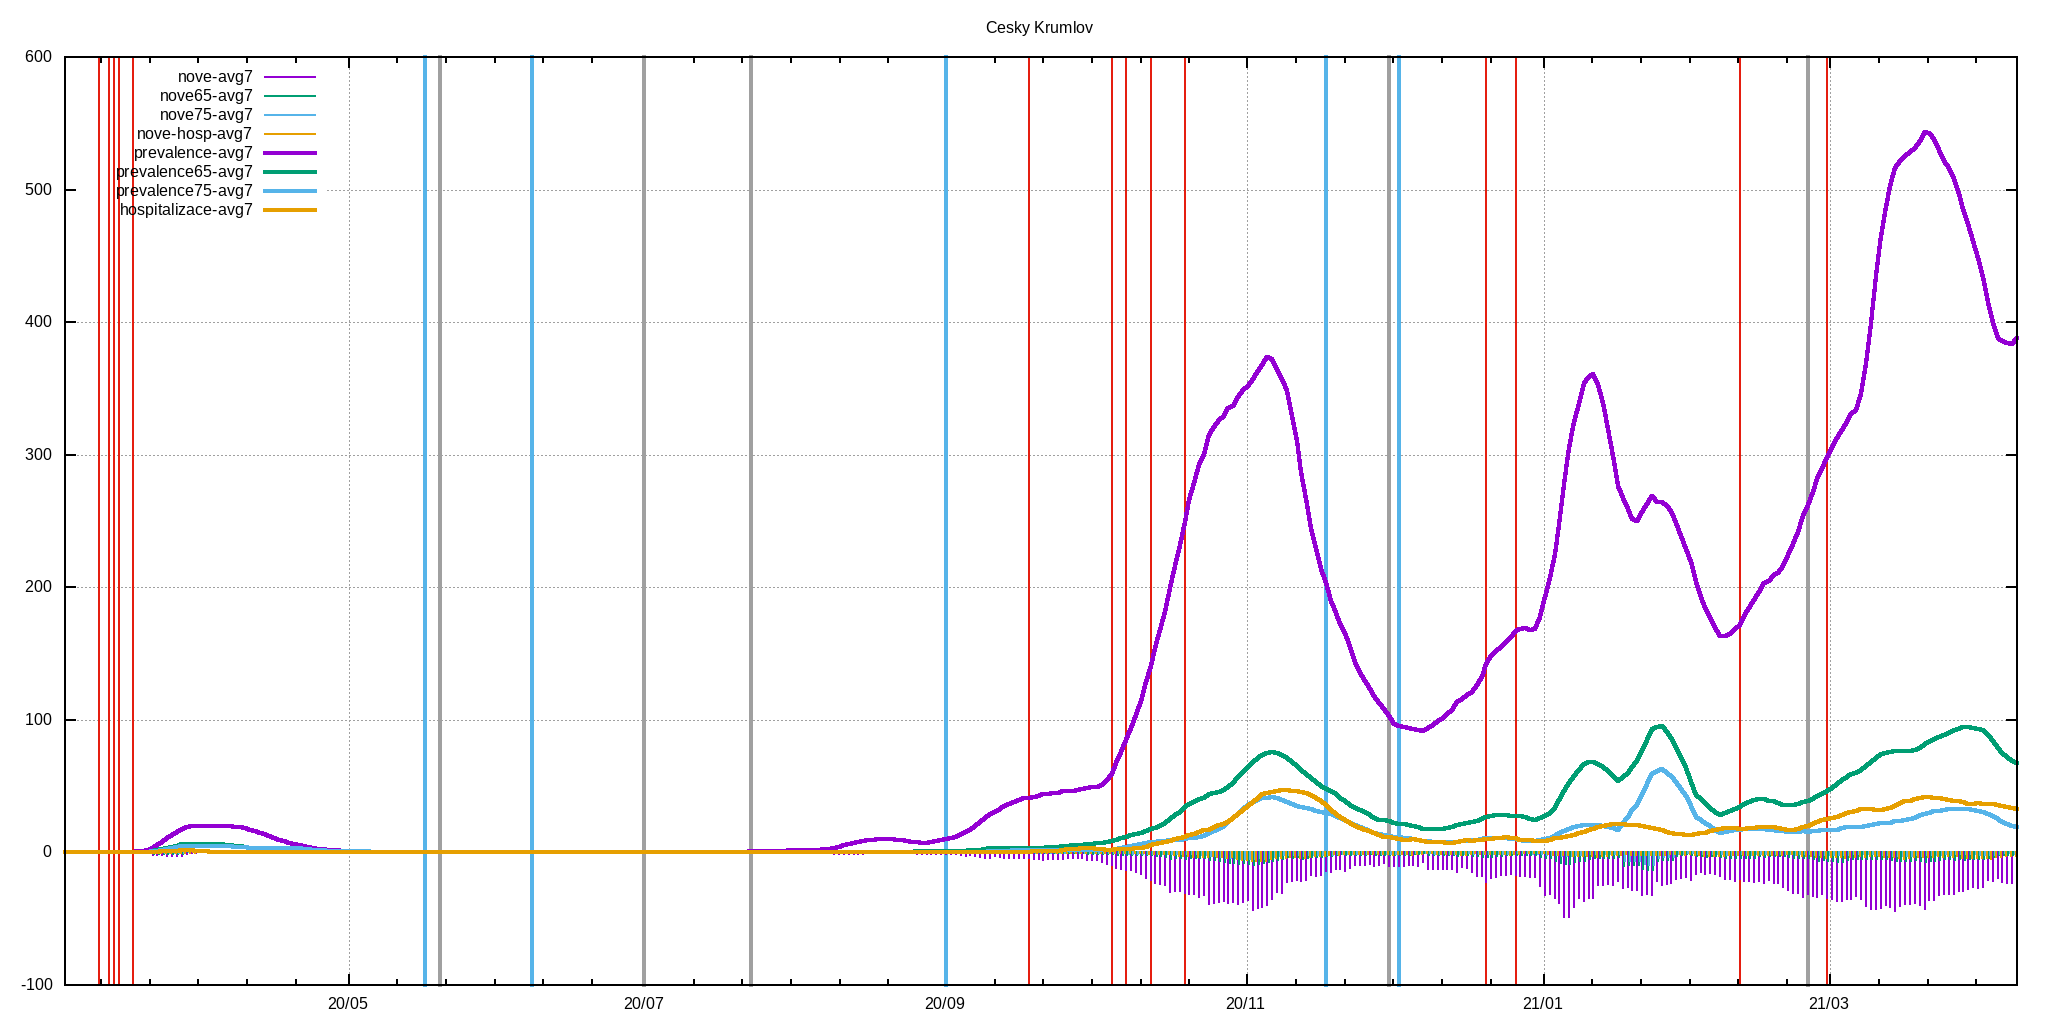 Cesky Krumlov
600
500
400
300
200
100
0
-100
nove-avg7
nove65-avg7
nove75-avg7
nove-hosp-avg7
prevalence-avg7
prevalence65-avg7
prevalence75-avg7
hospitalizace-avg7
20/05
20/07
20/09
20/11
21/01
21/03